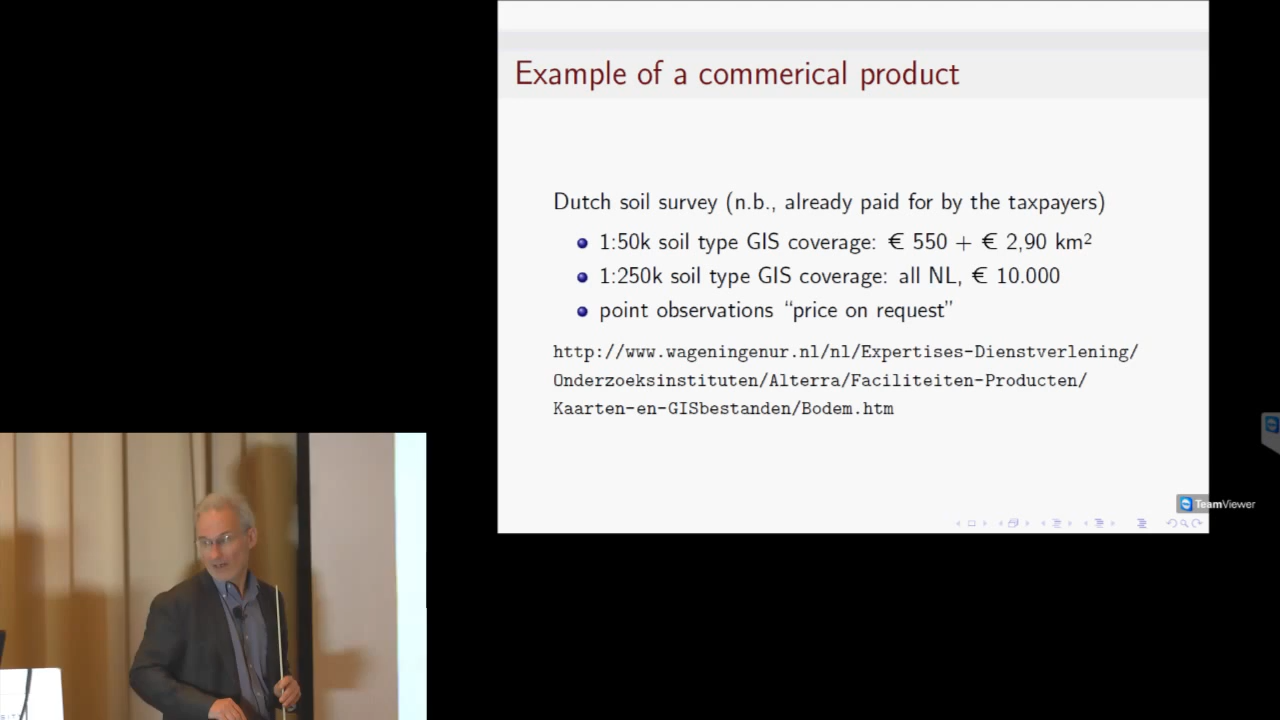 Example of a commerical product
Dutch soil survey (n.b., already paid for by the taxpayers)
1:50k soil type GIS coverage: € 550 + € 2,90 km²
1:250k soil type GIS coverage: all NL, € 10.000
point observations “price on request”
http://www.wageningenur.nl/nl/Expertises-Dienstverlening/
Onderzoeksinstituten/Alterra/Faciliteiten-Producten/
Kaarten-en-GISbestanden/Bodem.htm
TeamViewer